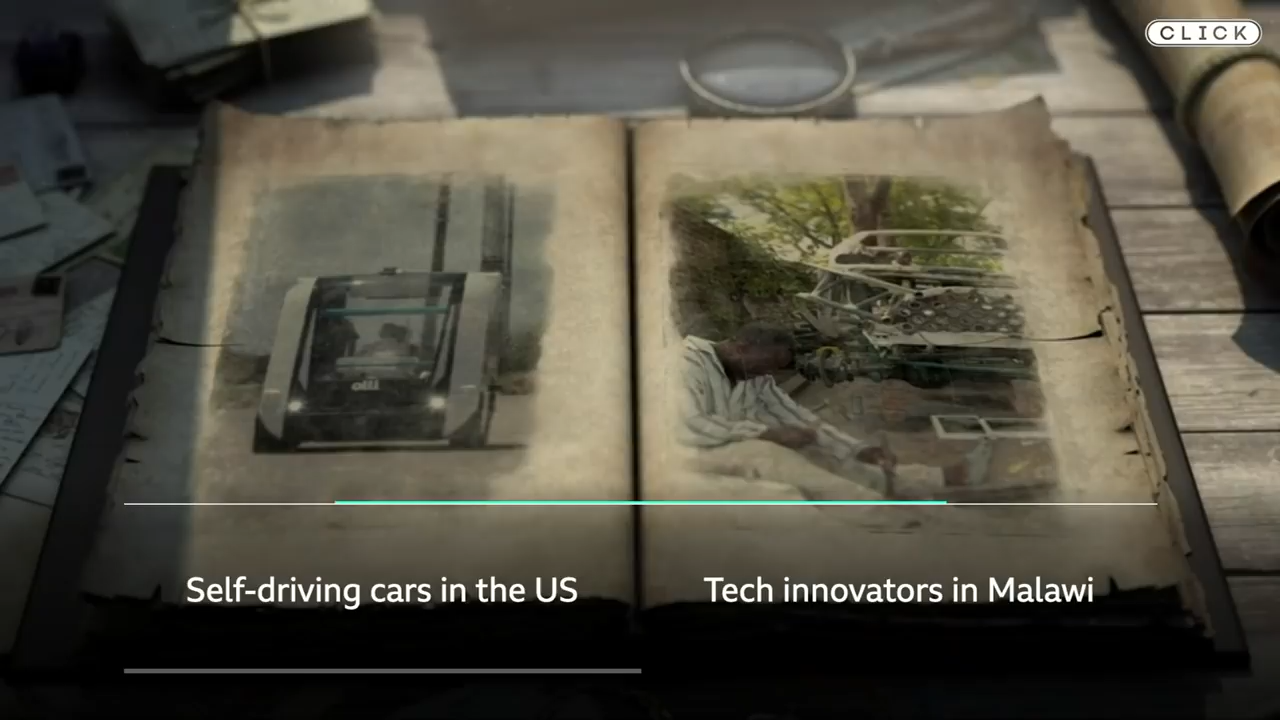 CLICK
olli
Self-driving cars in the US
Tech innovators in Malawi